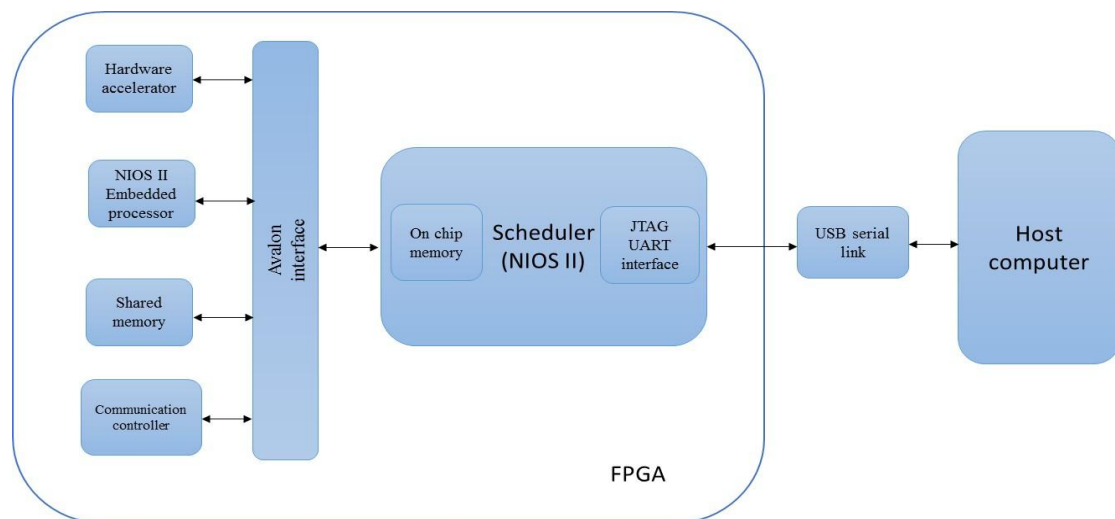 Hardware
accelerator
NIOS II
Embedded
processor
Shared
memory
Communication
controller
Avalon
interface
On chip
memory
Scheduler
(NIOS II)
JTAG
UART
interface
USB serial
link
Host
computer
FPGA